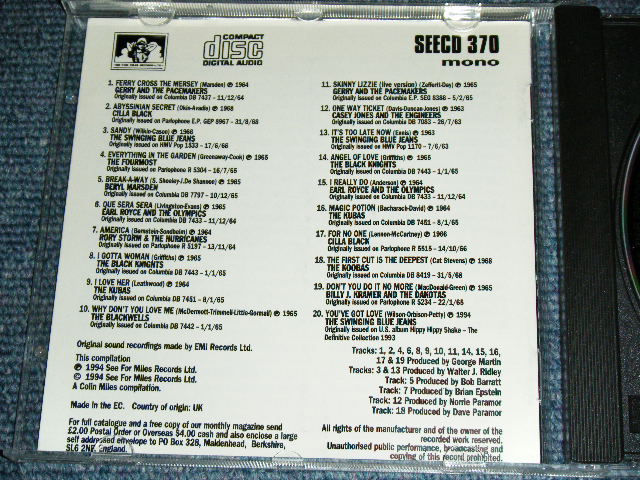 COMPACT
disc
DIGITAL AUDIO
SEECD 370
mono
1. FERRY CROSS THE MERSEY (Marsden) ℗ 1964
GERRY AND THE PACEMAKERS
Originally issued on Columbia DB 7437 - 11/12/64
2. ABYSSINIAN SECRET (Okin-Avadis) ℗ 1968
CILLA BLACK
Originally issued on Parlophone E.P. GEP 8967 - 31/8/68
3. SANDY (Wilkin-Cason) ℗ 1966
THE SWINGING BLUE JEANS
Originally issued on HMV Pop 1533 - 17/6/66
4. EVERYTHING IN THE GARDEN (Greenaway-Cook) ℗ 1965
THE FOURMOST
Originally issued on Parlophone R 5304 - 16/7/65
5. BREAK-A-WAY (S. Sheeley-J.De Shannon) ℗ 1965
BERYL MARSDEN
Originally issued on Columbia DB 7797 - 10/12/65
6. QUE SERA SERA (Livingston-Evans) ℗ 1965
EARL ROYCE AND THE OLYMPICS
Originally issued on Columbia DB 7433 - 11/12/64
7. AMERICA (Bernstein-Sondheim) ℗ 1964
RORY STORM & THE HURRICANES
Originally issued on Parlophone R 5197 - 13/11/64
8. I GOTTA WOMAN (Griffiths) ℗ 1965
THE BLACK KNIGHTS
Originally issued on Columbia DB 7443 - 1/1/65
9. I LOVE HER (Leathwood) ℗ 1964
THE KUBAS
Originally issued on Columbia DB 7451 - 8/1/65
10. WHY DON'T YOU LOVE ME (McDermott-Trimmell-Little-Gormall) ℗ 1965
THE BLACKWELLS
Originally issued on Columbia DB 7442 - 1/1/65
11. SKINNY LIZZIE (live version) (Zefferti-Day) ℗ 1965
GERRY AND THE PACEMAKERS
Originally issued on Columbia E.P. SEG 8388 - 5/2/65
12. ONE WAY TICKET (Davis-Duncan-Jones) ℗ 1963
CASEY JONES AND THE ENGINEERS
Originally issued on Columbia DB 7083 - 26/7/63
13. IT'S TOO LATE NOW (Ennis) ℗ 1963
THE SWINGING BLUE JEANS
Originally issued on HMV Pop 1170 - 7/6/63
14. ANGEL OF LOVE (Griffiths) ℗ 1965
THE BLACK KNIGHTS
Originally issued on Columbia DB 7443 - 1/1/65
15. I REALLY DO (Anderson) ℗ 1964
EARL ROYCE AND THE OLYMPICS
Originally issued on Columbia DB 7433 - 11/12/64
16. MAGIC POTION (Bacharach-David) ℗ 1964
THE KUBAS
Originally issued on Columbia DB 7451 - 8/1/65
17. FOR NO ONE (Lennon-McCartney) ℗ 1966
CILLA BLACK
Originally issued on Parlophone R 5515 - 14/10/66
18. THE FIRST CUT IS THE DEEPEST (Cat Stevens) ℗ 1968
THE KOOBAS
Originally issued on Columbia DB 8419 - 31/5/68
19. DON'T YOU DO IT NO MORE (MacDonald-Green) ℗ 1965
BILLY J. KRAMER AND THE DAKOTAS
Originally issued on Parlophone R 5234 - 22/1/65
20. YOU'VE GOT LOVE (Wilson-Orbison-Petty) ℗ 1994
THE SWINGING BLUE JEANS
Originally issued on U.S. album Hippy Hippy Shake - The
Definitive Collection 1993
Original sound recordings made by EMI Records Ltd.
This compilation
℗ 1994 See For Miles Records Ltd.
© 1994 See For Miles Records Ltd.
A Colin Miles compilation.
Made in the EC. Country of origin: UK
For full catalogue and a free copy of our monthly magazine send
£2.00 Postal Order or Overseas $4.00 cash and also enclose a large
self addressed envelope to PO Box 328, Maidenhead, Berkshire,
SL6 2NE, England.
Tracks: 1, 2, 4, 6, 8, 9, 10, 11, 14, 15, 16,
17 & 19 Produced by George Martin
Tracks: 3 & 13 Produced by Walter J. Ridley
Track: 5 Produced by Bob Barratt
Track: 7 Produced by Brian Epstein
Track: 12 Produced by Norrie Paramor
Track: 18 Produced by Dave Paramor
All rights of the manufacturer and of the owner of the
recorded work reserved.
Unauthorised public performance, broadcasting and
copying of this record prohibited.